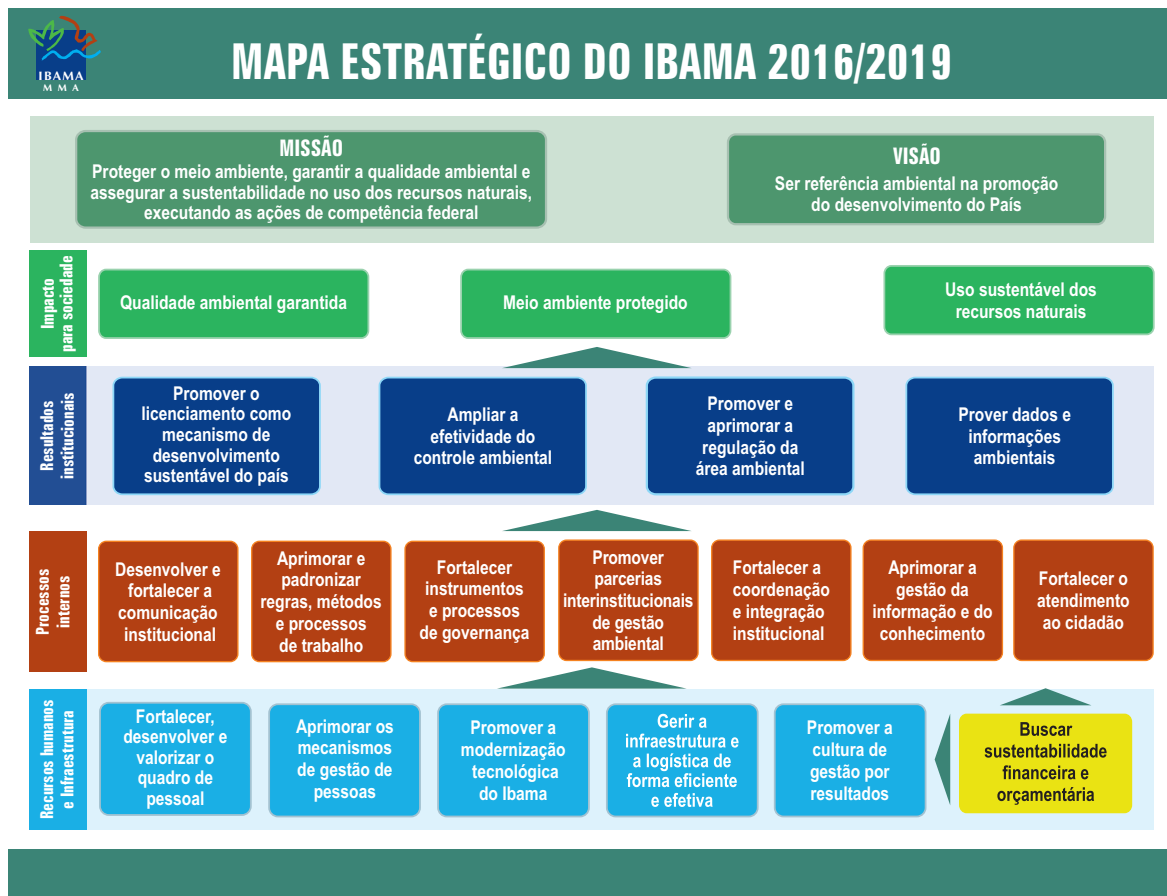 IBAMA
MMA
MAPA ESTRATÉGICO DO IBAMA 2016/2019
MISSÃO
Proteger o meio ambiente, garantir a qualidade ambiental e
assegurar a sustentabilidade no uso dos recursos naturais,
executando as ações de competência federal
VISÃO
Ser referência ambiental na promoção
do desenvolvimento do País
Impacto
para sociedade
Qualidade ambiental garantida
Meio ambiente protegido
Uso sustentável dos
recursos naturais
Resultados
institucionais
Promover o
licenciamento como
mecanismo de
desenvolvimento
sustentável do país
Ampliar a
efetividade do
controle ambiental
Promover e
aprimorar a
regulação da
área ambiental
Prover dados e
informações
ambientais
Processos
internos
Desenvolver e
fortalecer a
comunicação
institucional
Aprimorar e
padronizar
regras, métodos
e processos
de trabalho
Fortalecer
instrumentos
e processos
de governança
Promover
parcerias
interinstitucionais
de gestão
ambiental
Fortalecer a
coordenação
e integração
institucional
Aprimorar a
gestão da
informação e do
conhecimento
Fortalecer o
atendimento
ao cidadão
Recursos humanos
e Infraestrutura
Fortalecer,
desenvolver e
valorizar o
quadro de
pessoal
Aprimorar os
mecanismos
de gestão de
pessoas
Promover a
modernização
tecnológica
do Ibama
Gerir a
infraestrutura e
a logística de
forma eficiente
e efetiva
Promover a
cultura de
gestão por
resultados
Buscar
sustentabilidade
financeira e
orçamentária